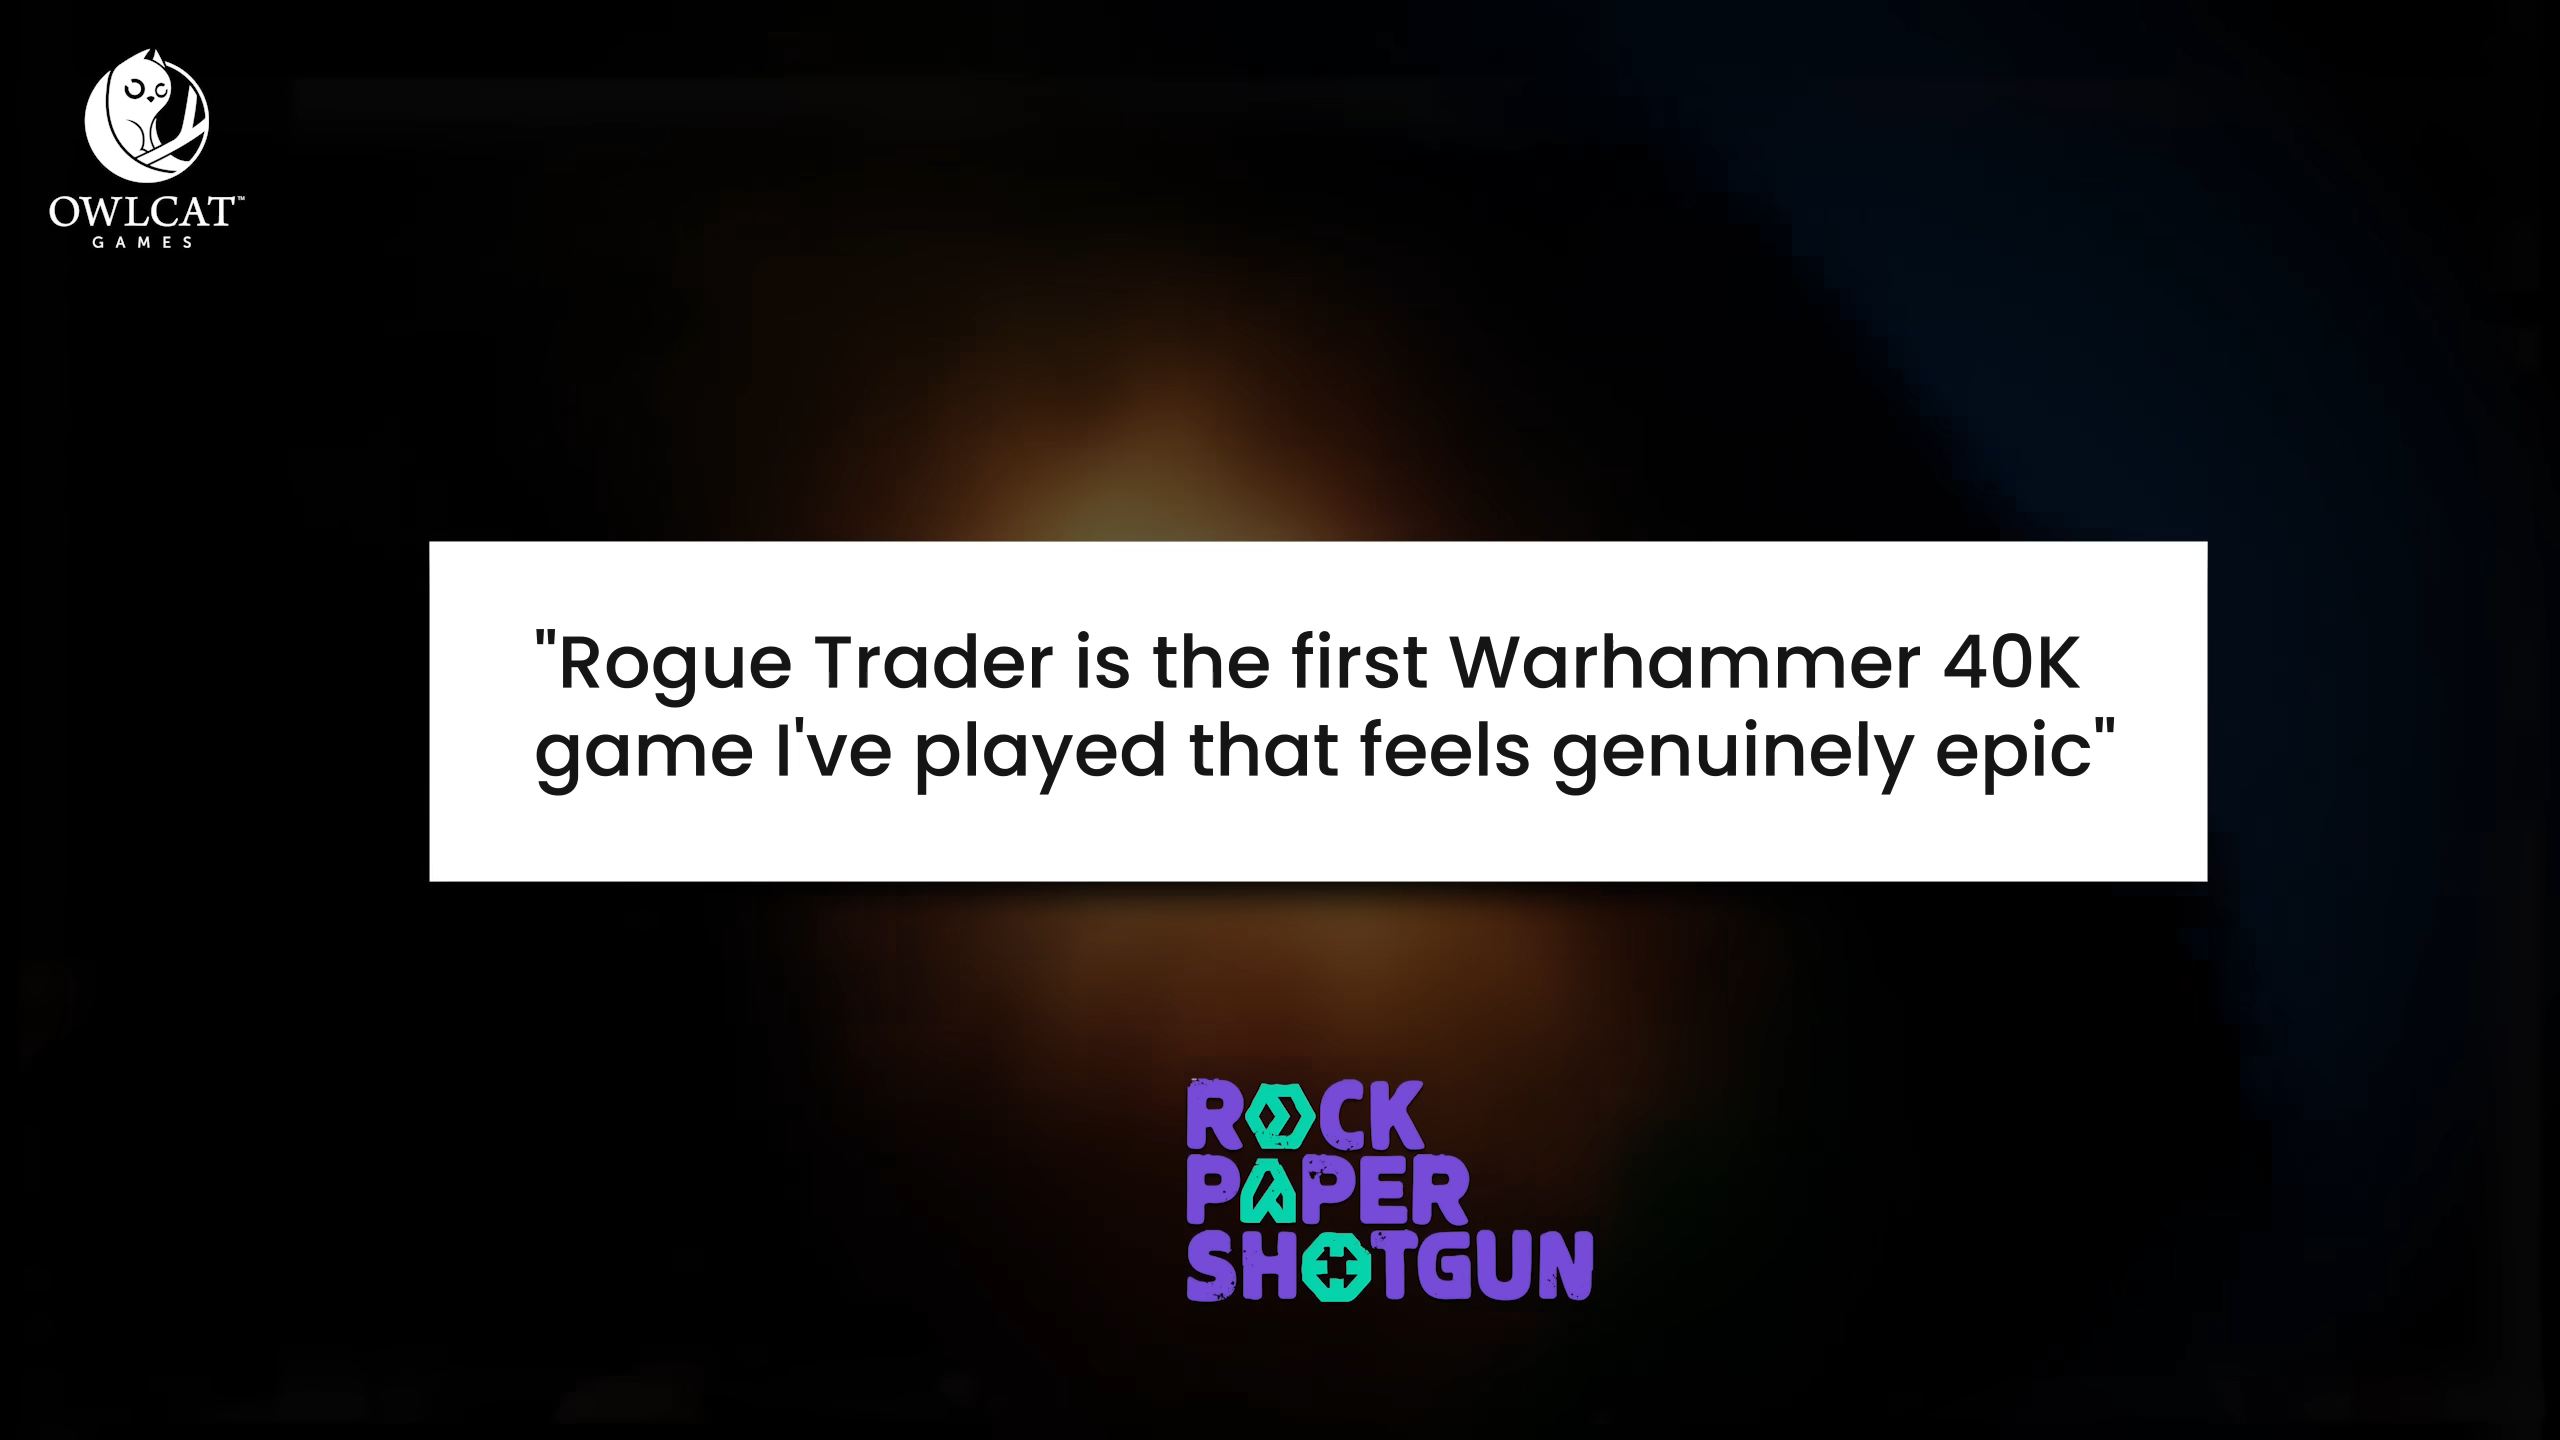 OWLCAT™
GAMES
"Rogue Trader is the first Warhammer 40K
game I've played that feels genuinely epic"
ROCK
PAPER
SHOTGUN